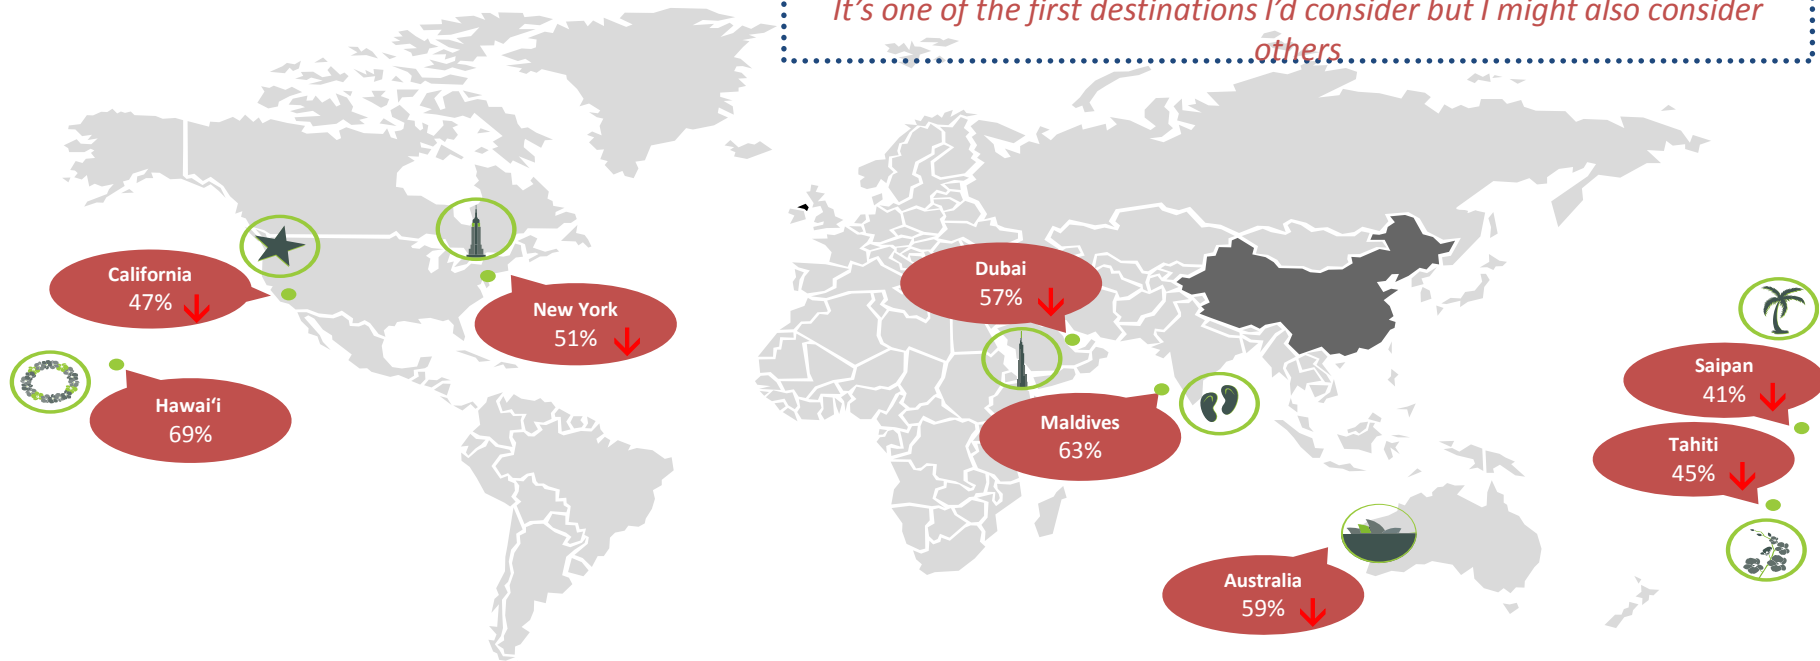 It's one of the first destinations I'd consider but I might also consider
others
California
47%
New York
51%
Hawai‘i
69%
Dubai
57%
Maldives
63%
Australia
59%
Saipan
41%
Tahiti
45%